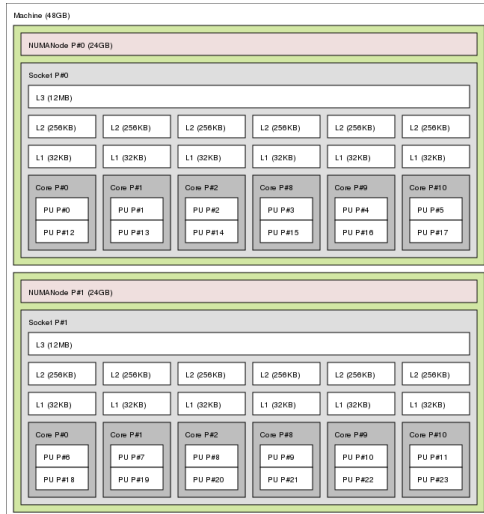 Machine (48GB)
NUMANode P#0 (24GB)
Socket P#0
L3 (12MB)
L2 (256KB) L2 (256KB) L2 (256KB) L2 (256KB) L2 (256KB) L2 (256KB)
L1 (32KB) L1 (32KB) L1 (32KB) L1 (32KB) L1 (32KB) L1 (32KB)
Core P#0 Core P#1 Core P#2 Core P#8 Core P#9 Core P#10
PU P#0 PU P#1 PU P#2 PU P#3 PU P#4 PU P#5
PU P#12 PU P#13 PU P#14 PU P#15 PU P#16 PU P#17
NUMANode P#1 (24GB)
Socket P#1
L3 (12MB)
L2 (256KB) L2 (256KB) L2 (256KB) L2 (256KB) L2 (256KB) L2 (256KB)
L1 (32KB) L1 (32KB) L1 (32KB) L1 (32KB) L1 (32KB) L1 (32KB)
Core P#0 Core P#1 Core P#2 Core P#8 Core P#9 Core P#10
PU P#6 PU P#7 PU P#8 PU P#9 PU P#10 PU P#11
PU P#18 PU P#19 PU P#20 PU P#21 PU P#22 PU P#23